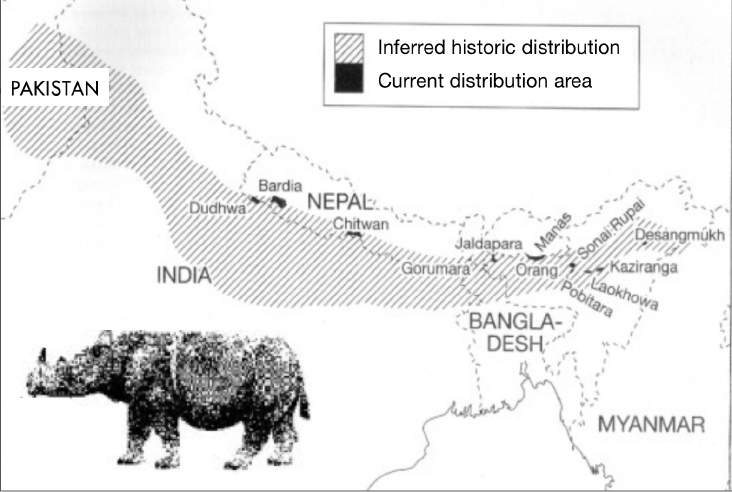 Inferred historic distribution
Current distribution area
PAKISTAN
Bardia
Dudhwa
NEPAL
Chitwan
Jaldapara
Manas
Sonai Rupai
Desangmukh
Gorumara
Orang
Kaziranga
INDIA
Laokhowa
Pobitara
BANGLA-
DESH
MYANMAR